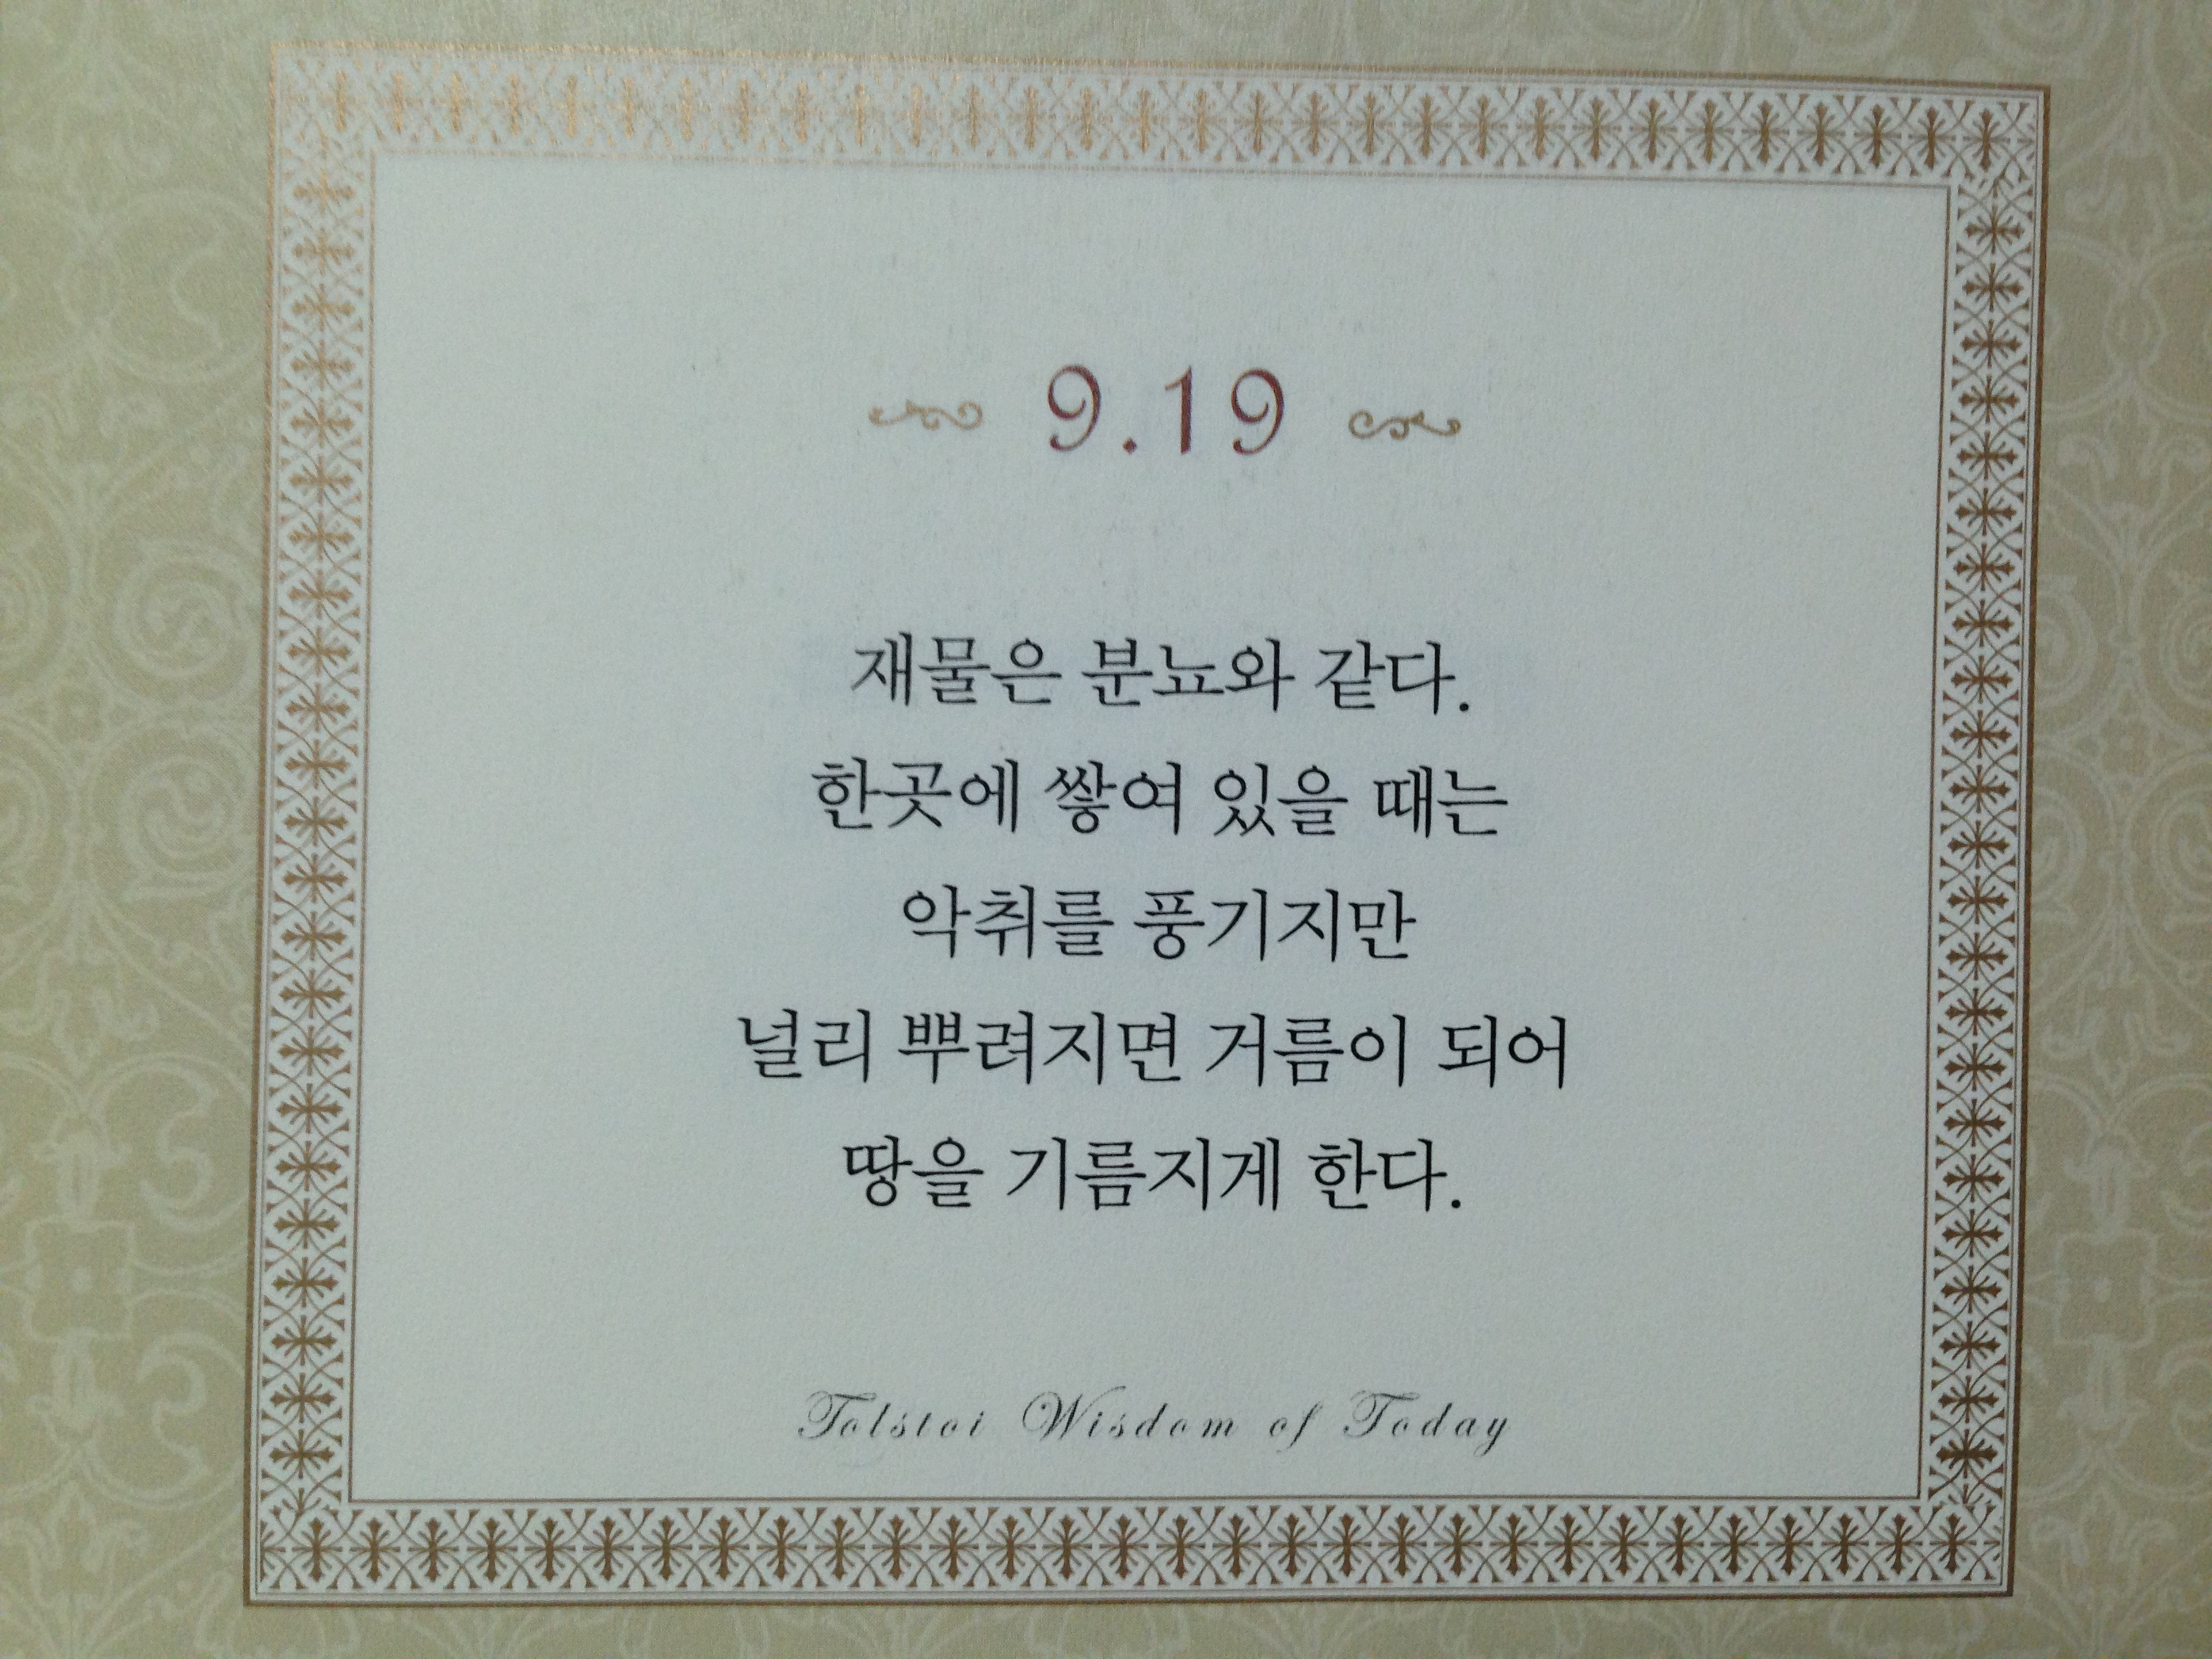 9.19
재물은 분뇨와 같다.
한곳에 쌓여 있을 때는
악취를 풍기지만
널리 뿌려지면 거름이 되어
땅을 기름지게 한다.
Tolstoi Wisdom of Today